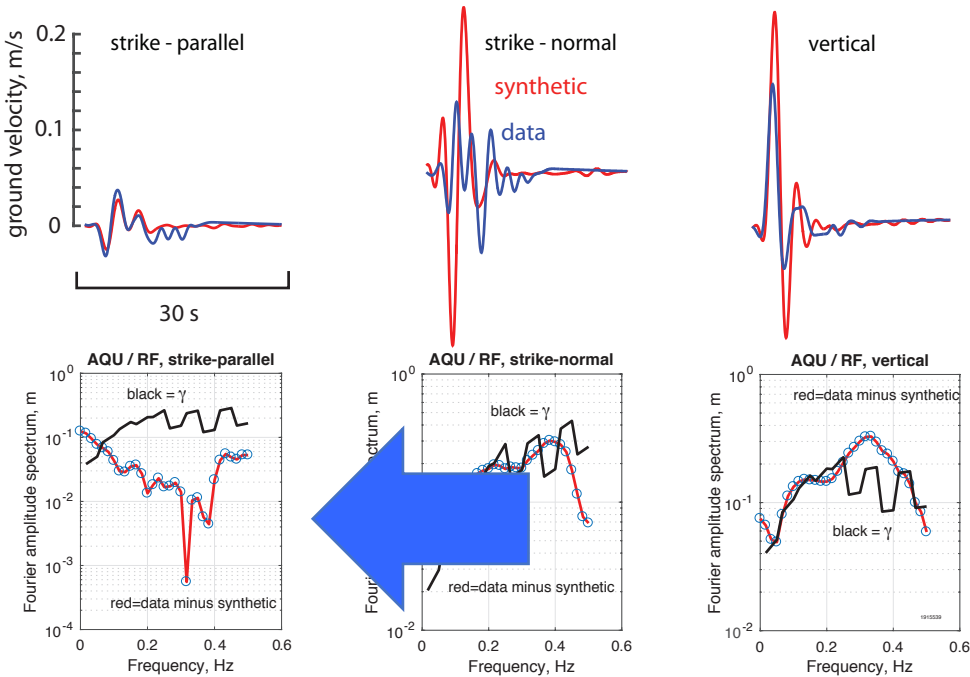 strike - parallel
strike - normal
vertical
synthetic
data
ground velocity, m/s
0.2
0.1
0
30 s
AQU / RF, strike-parallel
black = γ
red=data minus synthetic
Fourier amplitude spectrum, m
10^0
10^-1
10^-2
10^-3
10^-4
0 0.2 0.4 0.6
Frequency, Hz
AQU / RF, strike-normal
black = γ
red=data minus synthetic
spectrum, m
10^0
10^-2
0 0.2 0.4 0.6
Frequency, Hz
AQU / RF, vertical
red=data minus synthetic
black = γ
Fourier amplitude spectrum, m
10^0
10^-1
10^-2
1915539
0 0.2 0.4 0.6
Frequency, Hz